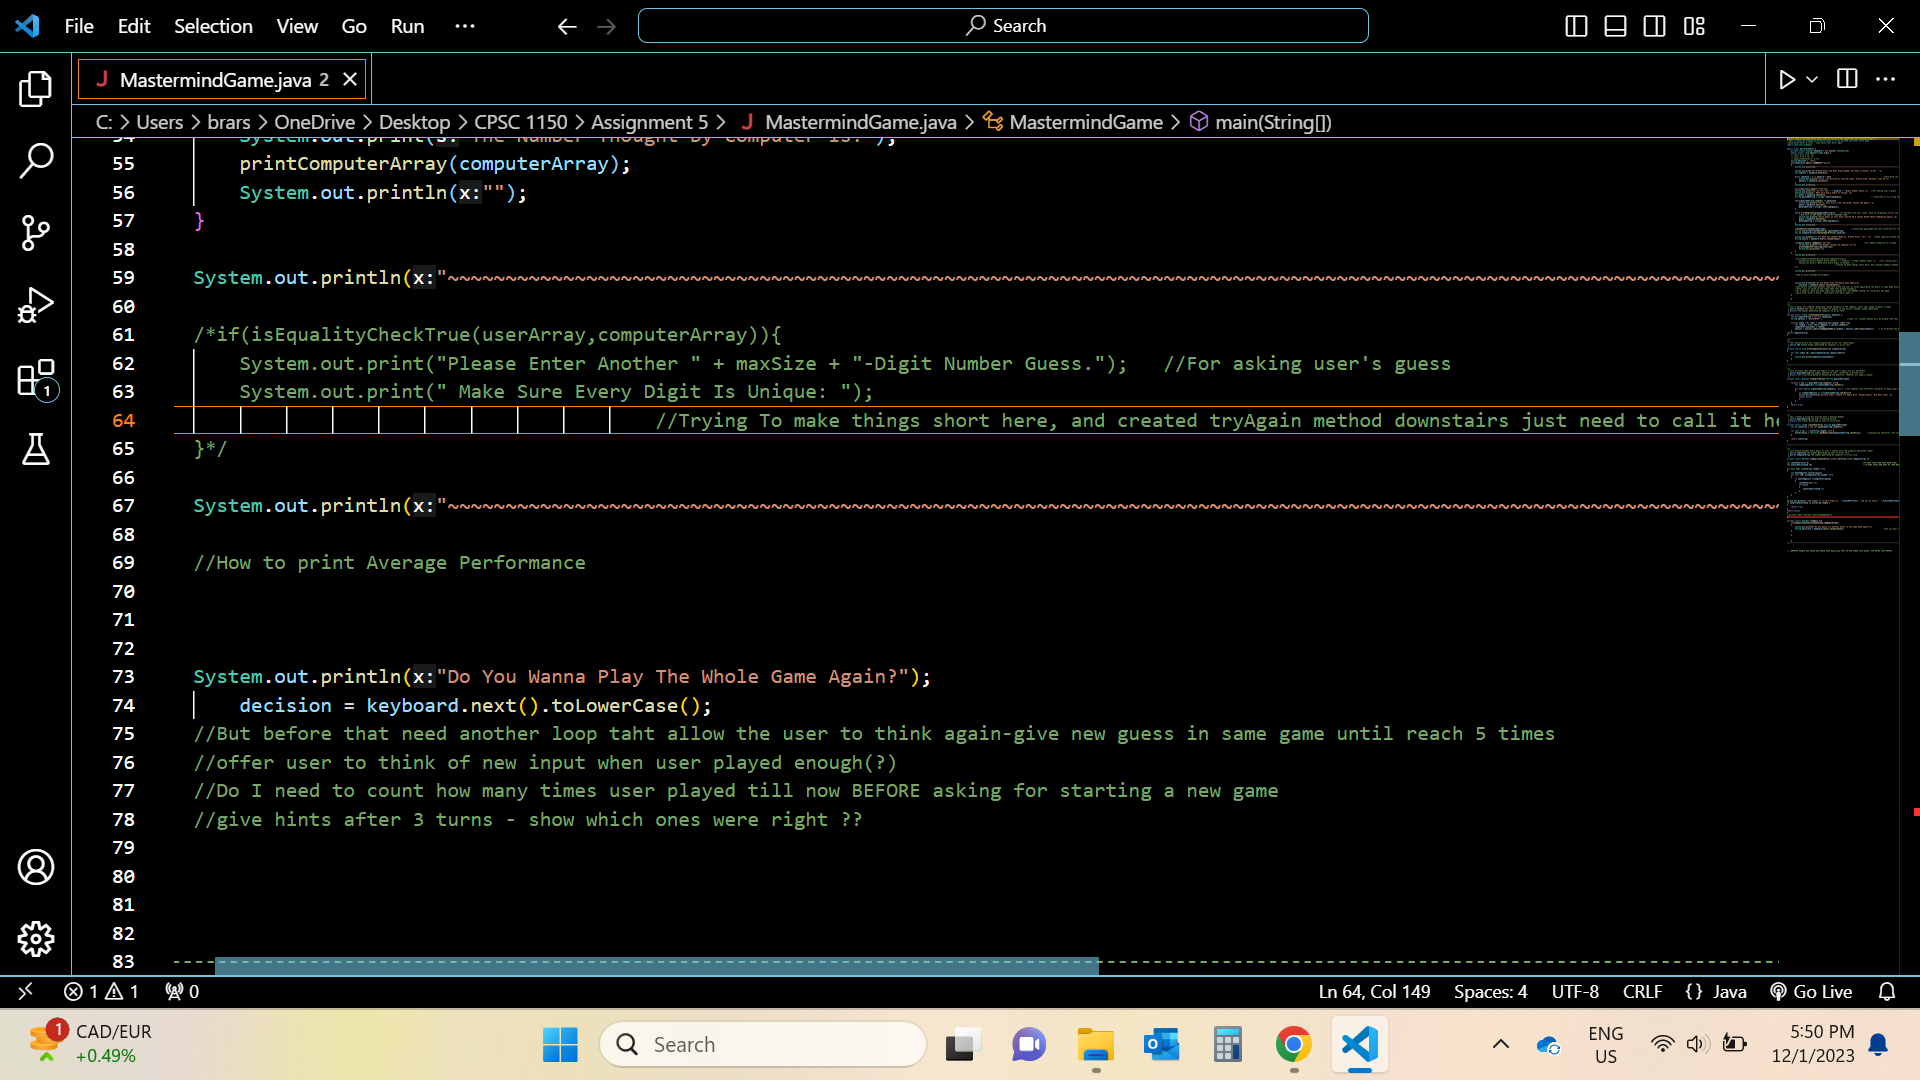 File Edit Selection View Go Run ··· Search
J MastermindGame.java 2
C: > Users > brars > OneDrive > Desktop > CPSC 1150 > Assignment 5 > J MastermindGame.java > MastermindGame > main(String[])
54 System.out.print(s:"The Number Thought By Computer Is:");
55 printComputerArray(computerArray);
56 System.out.println(x:"");
57 }
58
59 System.out.println(x:"~~~~~~~~~~~~~~~~~~~~~~~~~~~~~~~~~~~~~~~~~~~~~~~~~~~~~~~~~~~~~~~~~~~~~~~~~~~~~~~~~~~~~~~~~~~~~~~~~~~~~~~~~~~~~~~~~~~
60
61 /*if(isEqualityCheckTrue(userArray,computerArray)){
62 System.out.print("Please Enter Another " + maxSize + "-Digit Number Guess."); //For asking user's guess
63 System.out.print(" Make Sure Every Digit Is Unique: ");
64 //Trying To make things short here, and created tryAgain method downstairs just need to call it he
65 }*/
66
67 System.out.println(x:"~~~~~~~~~~~~~~~~~~~~~~~~~~~~~~~~~~~~~~~~~~~~~~~~~~~~~~~~~~~~~~~~~~~~~~~~~~~~~~~~~~~~~~~~~~~~~~~~~~~~~~~~~~~~~~~~~~~
68
69 //How to print Average Performance
70
71
72
73 System.out.println(x:"Do You Wanna Play The Whole Game Again?");
74 decision = keyboard.next().toLowerCase();
75 //But before that need another loop taht allow the user to think again-give new guess in same game until reach 5 times
76 //offer user to think of new input when user played enough(?)
77 //Do I need to count how many times user played till now BEFORE asking for starting a new game
78 //give hints after 3 turns - show which ones were right ??
79
80
81
82
83 ----
1
1 1 0 Ln 64, Col 149 Spaces: 4 UTF-8 CRLF {} Java Go Live
1 CAD/EUR
+0.49%
Search
ENG
US
5:50 PM
12/1/2023